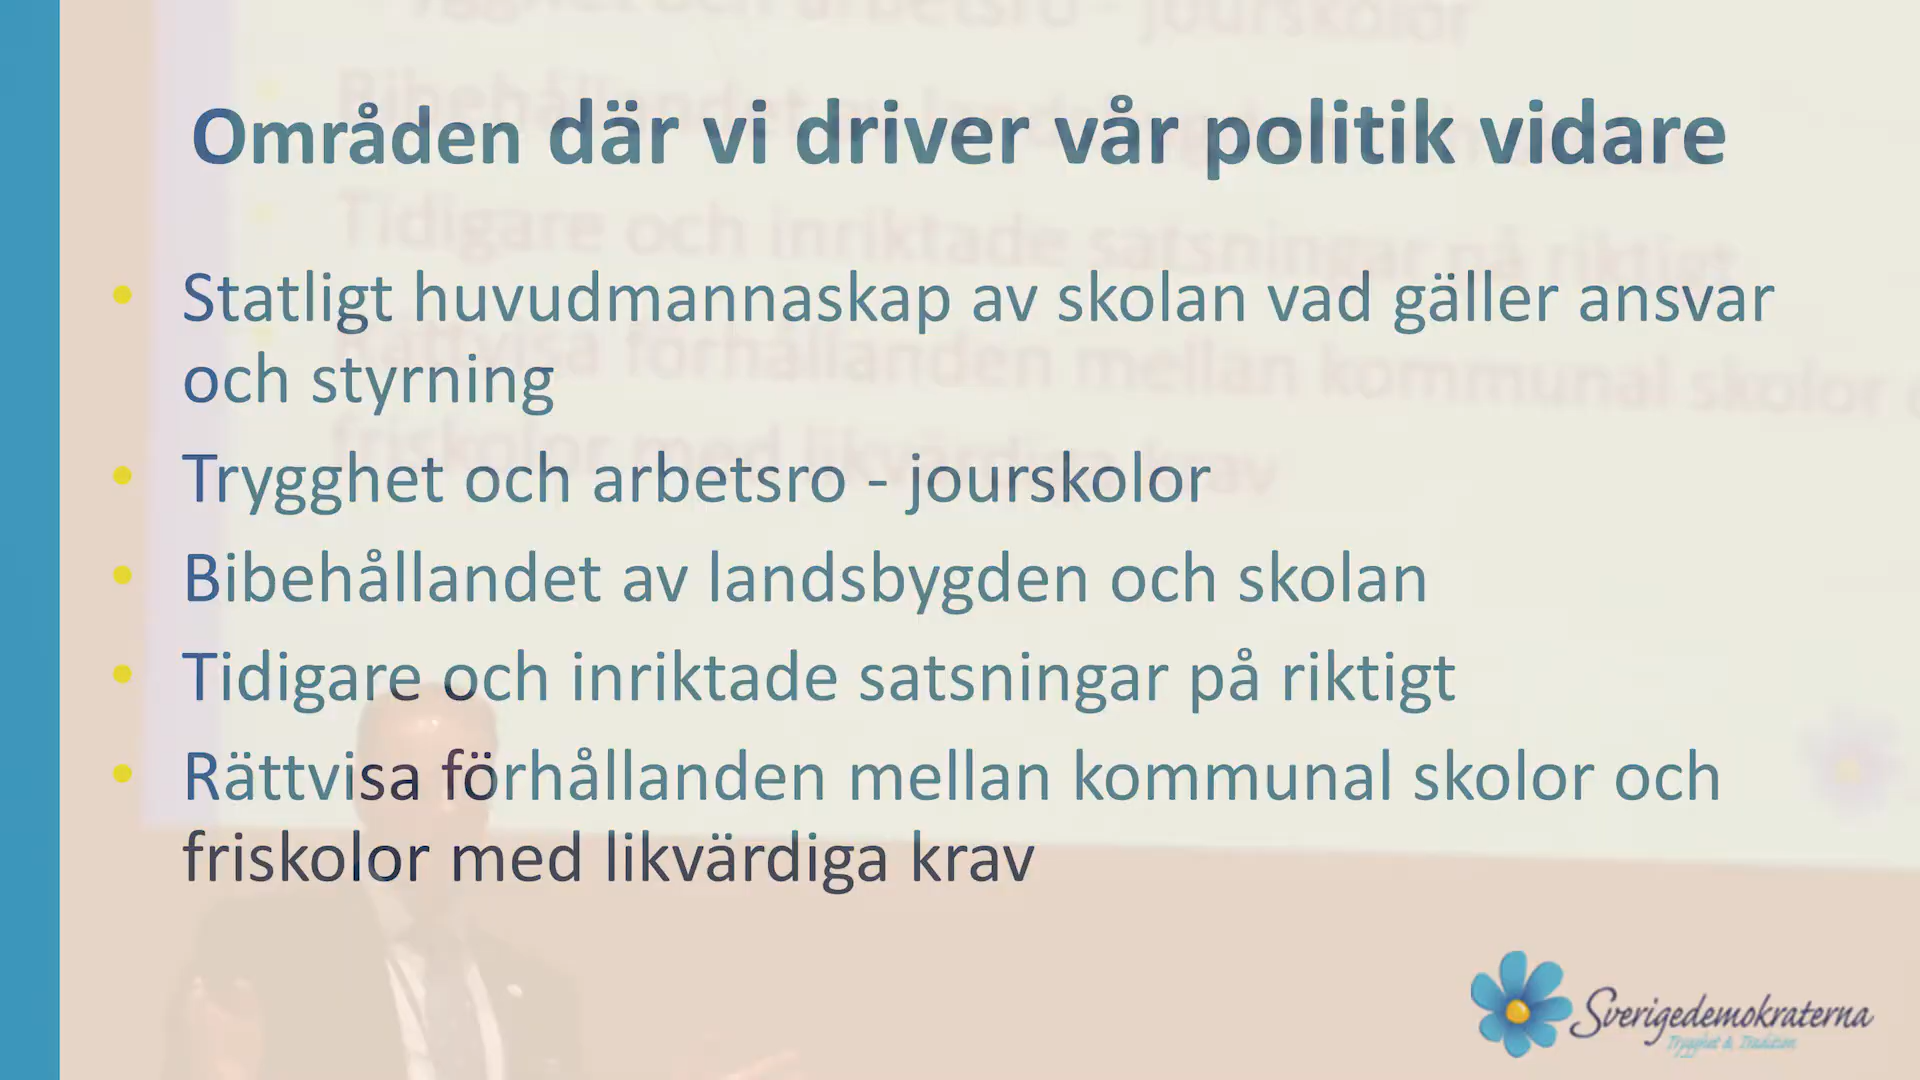 Områden där vi driver vår politik vidare
• Statligt huvudmannaskap av skolan vad gäller ansvar
och styrning
• Trygghet och arbetsro - jourskolor
• Bibehållandet av landsbygden och skolan
• Tidigare och inriktade satsningar på riktigt
• Rättvisa förhållanden mellan kommunal skolor och
friskolor med likvärdiga krav
Sverigedemokraterna
Trygghet & Tradition